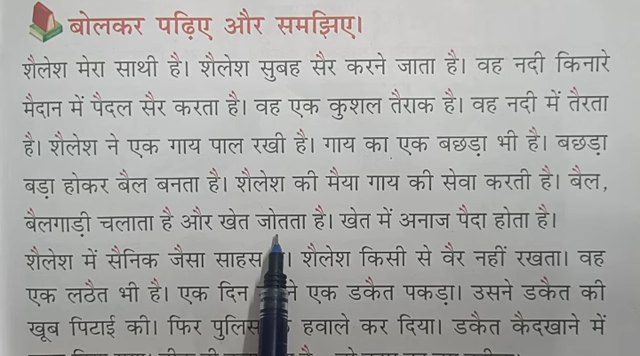 बोलकर पढ़िए और समझिए।
शैलेश मेरा साथी है। शैलेश सुबह सैर करने जाता है। वह नदी किनारे
मैदान में पैदल सैर करता है। वह एक कुशल तैराक है। वह नदी में तैरता
है। शैलेश ने एक गाय पाल रखी है। गाय का एक बछड़ा भी है। बछड़ा
बड़ा होकर बैल बनता है। शैलेश की मैया गाय की सेवा करती है। बैल,
बैलगाड़ी चलाता है और खेत जोतता है। खेत में अनाज पैदा होता है।
शैलेश में सैनिक जैसा साहस शैलेश किसी से वैर नहीं रखता। वह
एक लठैत भी है। एक दिन एक डकैत पकड़ा। उसने डकैत की
खूब पिटाई की। फिर पुलिस हवाले कर दिया। डकैत कैदखाने में